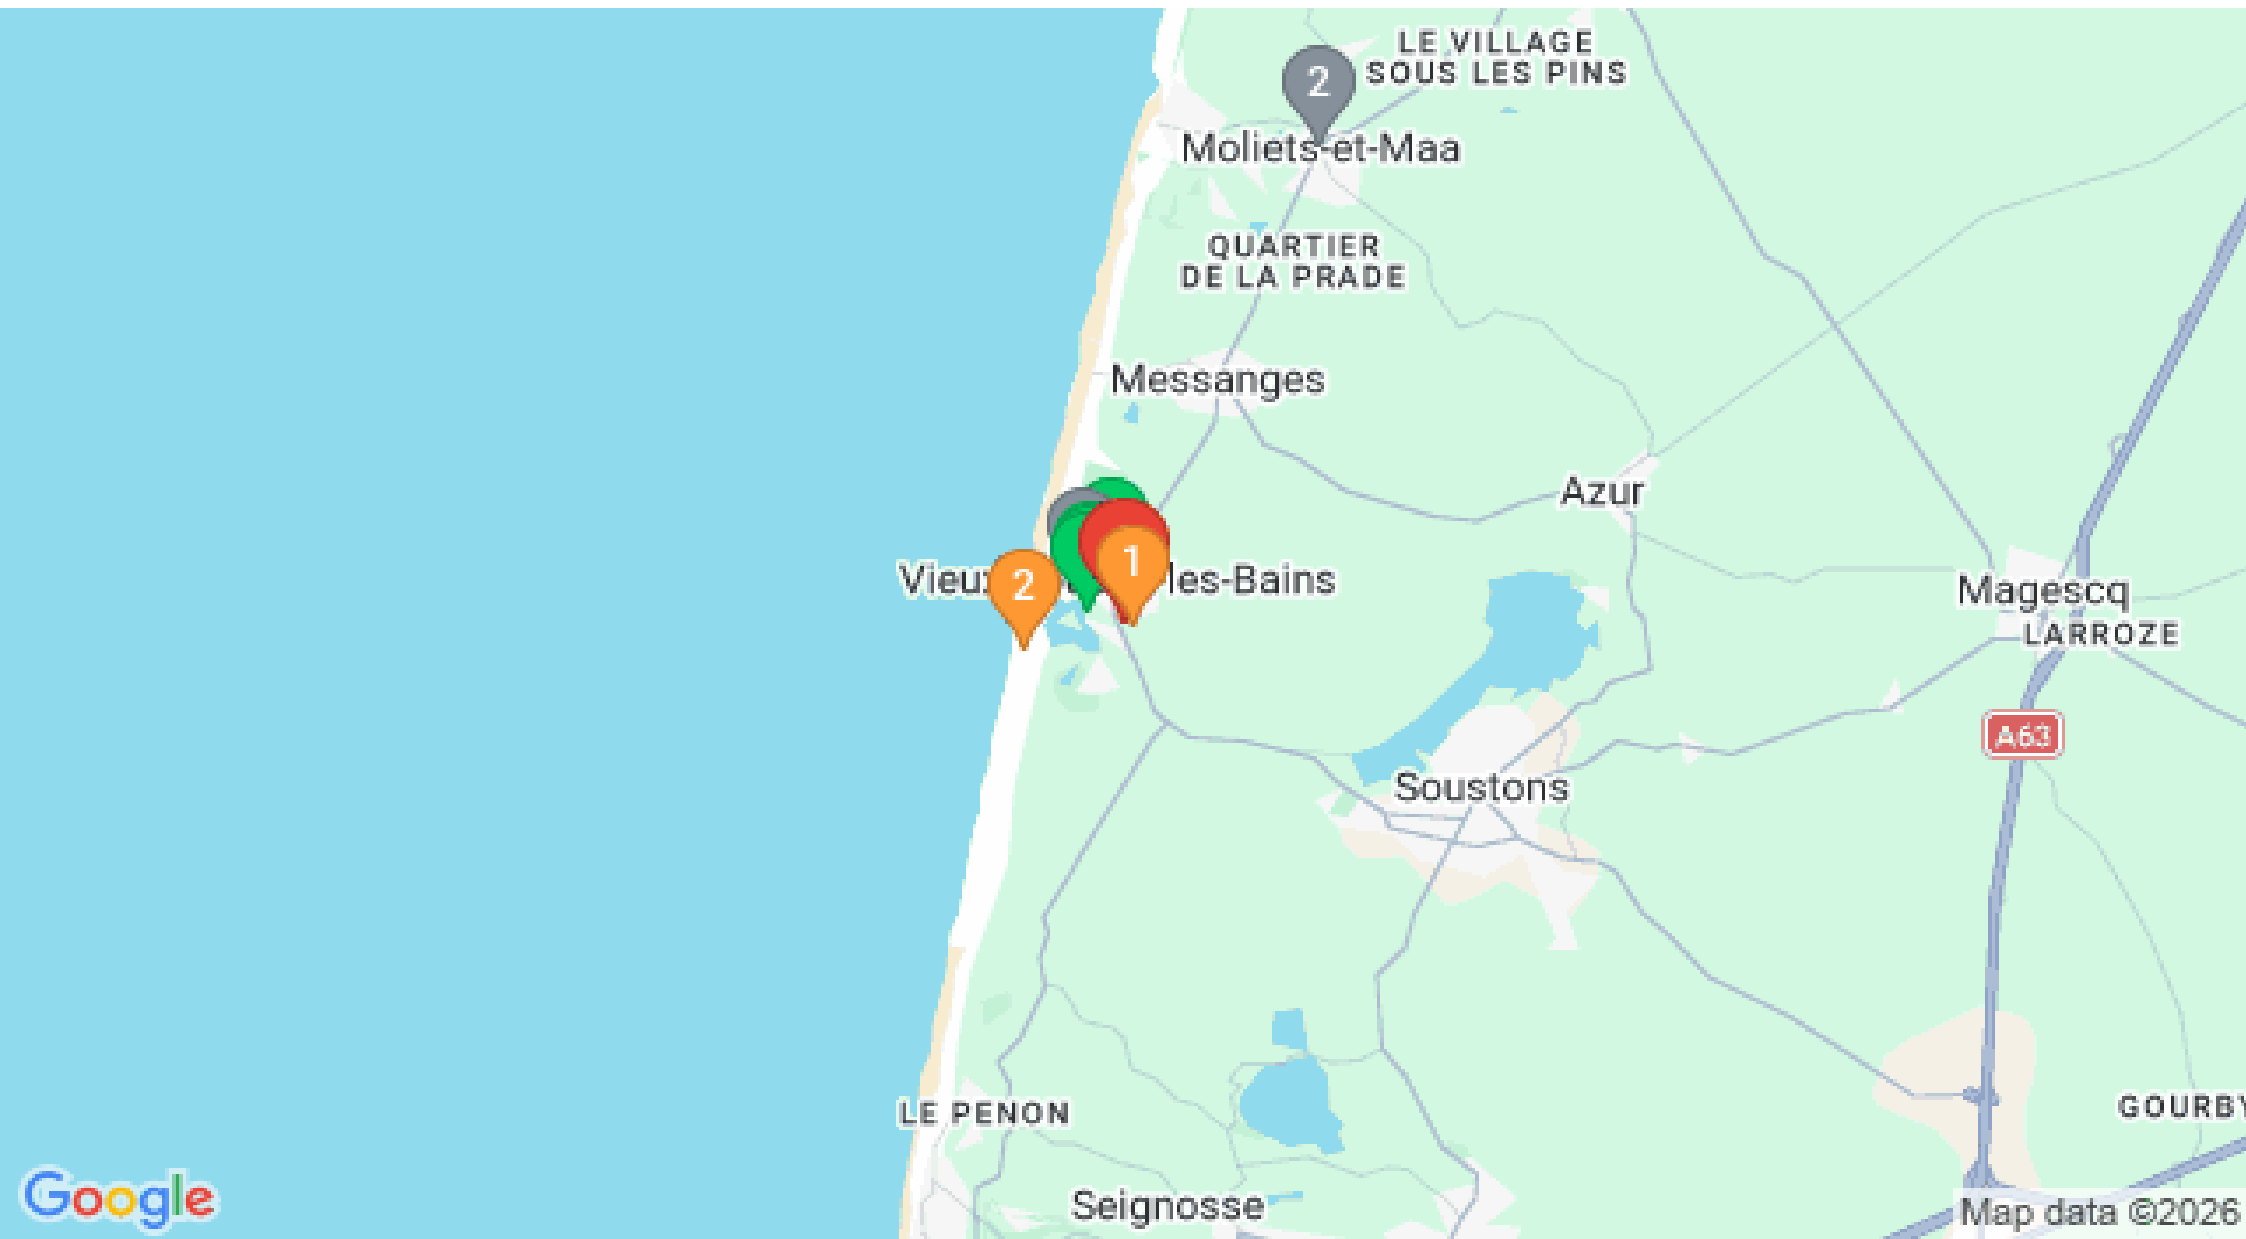 LE VILLAGE
SOUS LES PINS
2
Moliets-et-Maa
QUARTIER
DE LA PRADE
Messanges
Azur
1
2
les-Bains
Magescq
LARROZE
A63
Soustons
LE PENON
GOURBY
Seignosse
Google
Map data ©2026